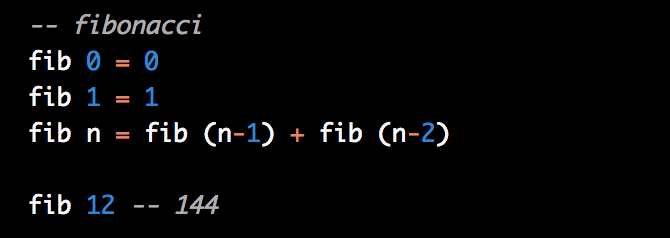 -- fibonacci
fib 0 = 0
fib 1 = 1
fib n = fib (n-1) + fib (n-2)
fib 12 -- 144